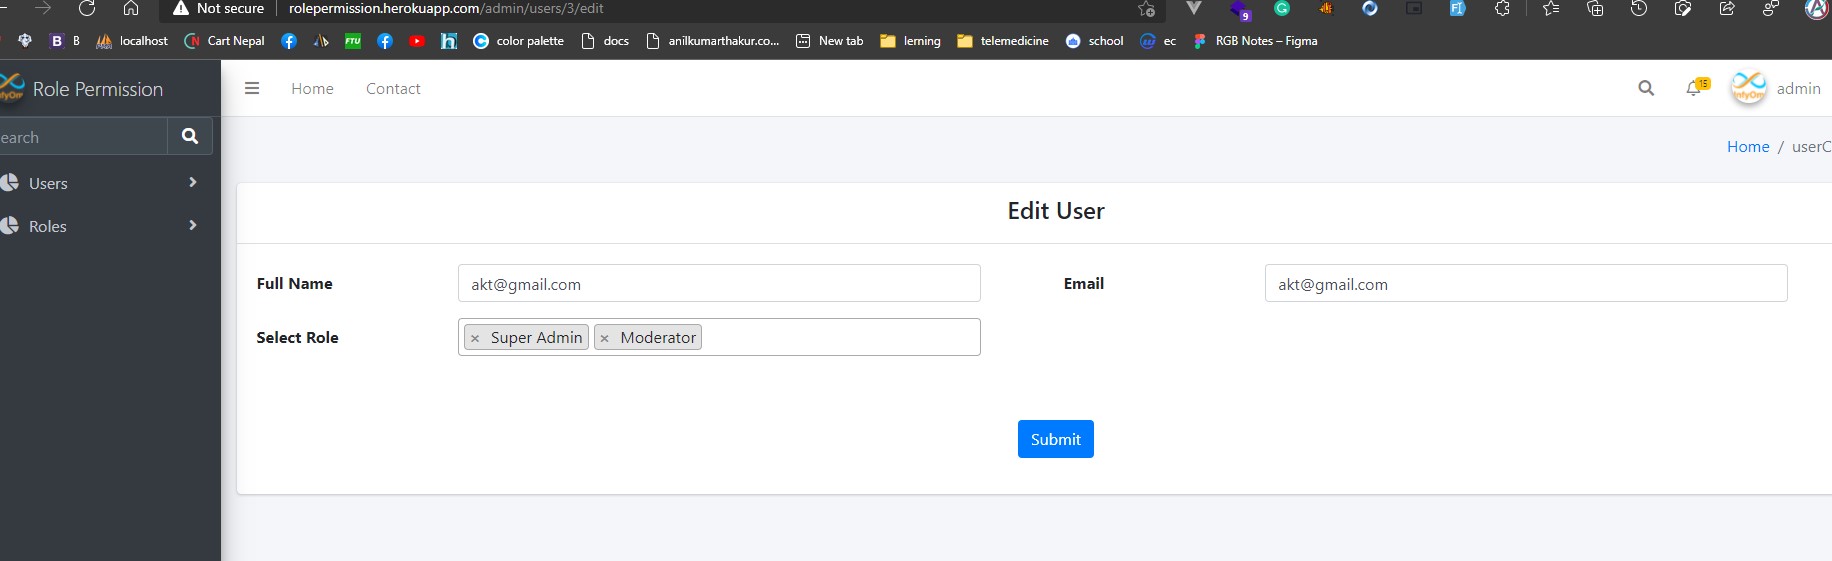 Not secure rolepermission.herokuapp.com/admin/users/3/edit
9
B B localhost Cart Nepal FTU color palette docs anilkumarthakur.co... New tab lerning telemedicine school ec RGB Notes – Figma
Role Permission Home Contact 15 admin
earch
Home / userC
Users
Roles
Edit User
Full Name akt@gmail.com Email akt@gmail.com
Select Role × Super Admin × Moderator
Submit